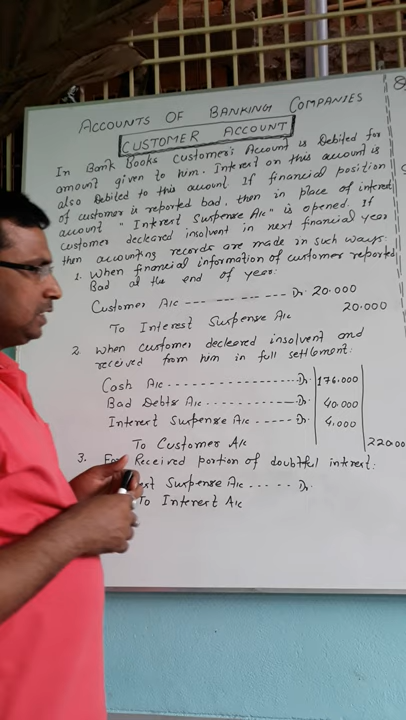 ACCOUNTS OF BANKING COMPANIES
CUSTOMER ACCOUNT
In Bank Books Customer's Account is Debited for
amount given to him. Interest on this amount is
also Debited to this account If financial position
of customer is reported bad, then in place of interest
account "Interest Suspense A/c" is opened. If
customer declared insolvent in next financial year
then accounting records are made in such ways:
1. When financial information of customer reported
Bad at the end of year:
Customer A/c --- --- --- --- Dr. 20.000
To Interest Suspense A/c 20.000
2. When customer decleared insolvent and
received from him in full settlement:
Cash A/c - - - - - - - - - - - - - - Dr. 176.000
Bad Debts A/c - - - - - - - - - - Dr. 40.000
Interest Suspense A/c - - - - - Dr. 4.000
To Customer A/c 220.000
3. For Received portion of doubtful interest:
Suspense A/c - - - - - Dr.
To Interest A/c